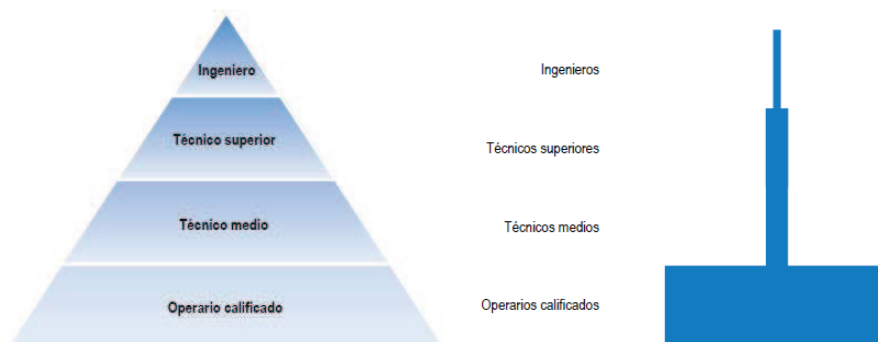 Ingeniero
Técnico superior
Técnico medio
Operario calificado
Ingenieros
Técnicos superiores
Técnicos medios
Operarios calificados